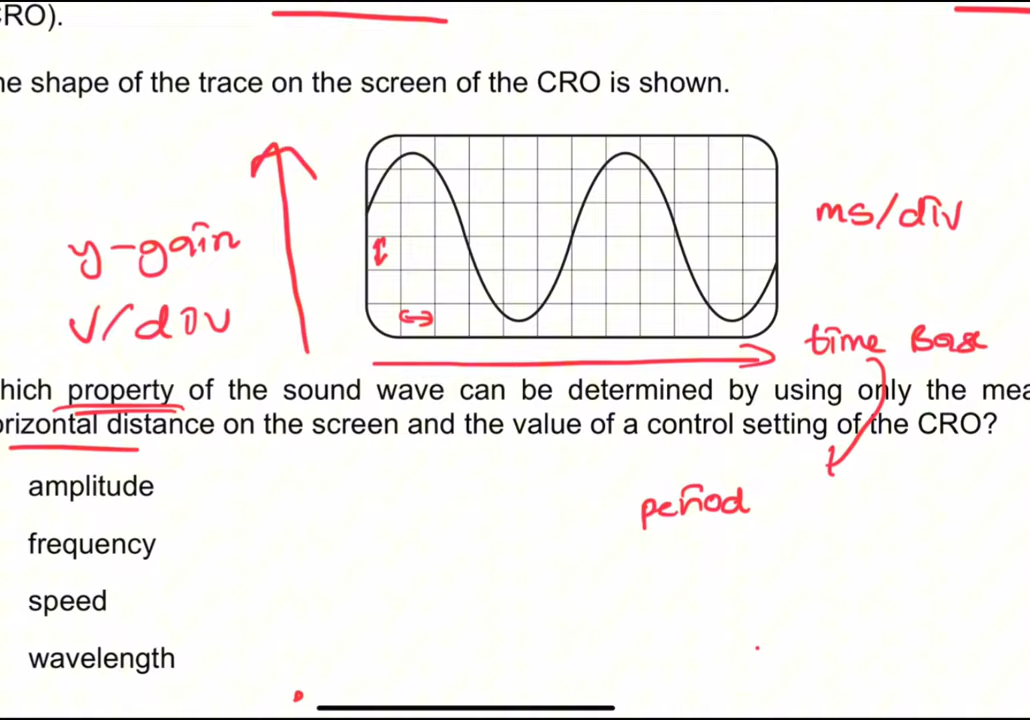 CRO).
he shape of the trace on the screen of the CRO is shown.
y-gain
V/div
ms/div
time Base
hich property of the sound wave can be determined by using only the mea
orizontal distance on the screen and the value of a control setting of the CRO?
period
amplitude
frequency
speed
wavelength